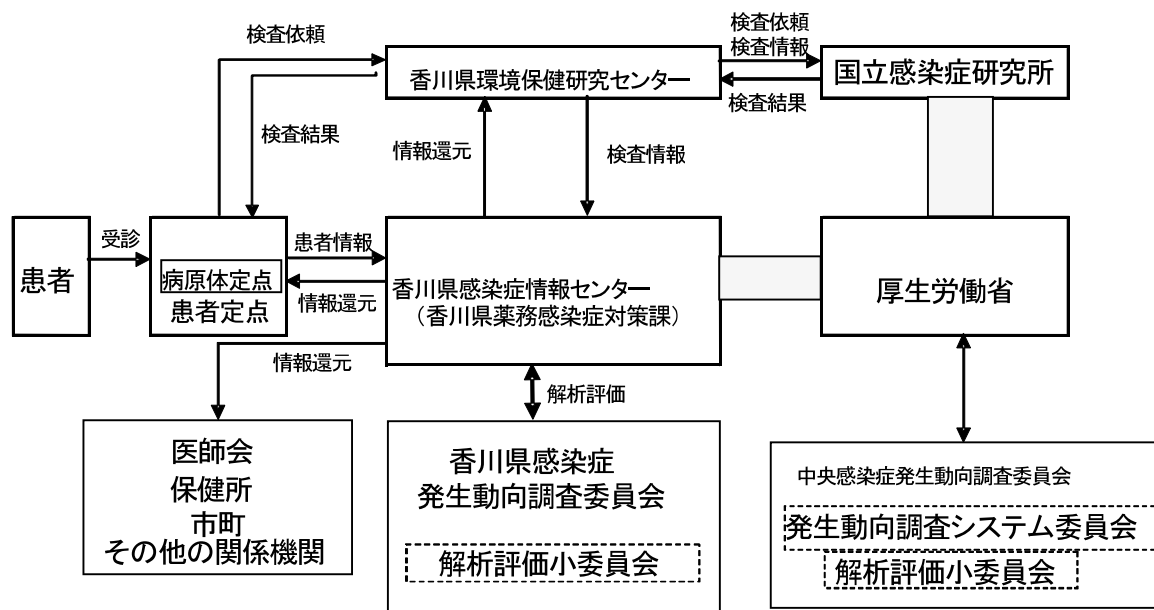 検査依頼
検査依頼
検査情報
香川県環境保健研究センター
国立感染症研究所
検査結果
検査結果
情報還元
検査情報
受診
患者情報
患者
病原体定点
患者定点
情報還元
香川県感染症情報センター
（香川県薬務感染症対策課）
厚生労働省
情報還元
解析評価
医師会
保健所
市町
その他の関係機関
香川県感染症
発生動向調査委員会
解析評価小委員会
中央感染症発生動向調査委員会
発生動向調査システム委員会
解析評価小委員会